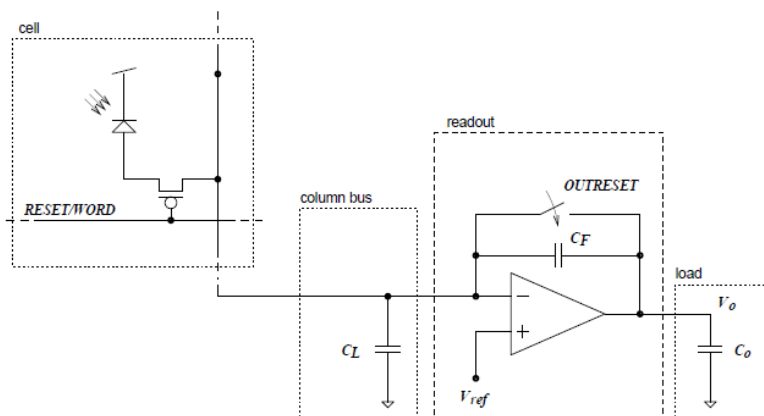 cell
RESET/WORD
column bus
C_L
readout
OUTRESET
C_F
−
+
V_ref
load
V_o
C_o